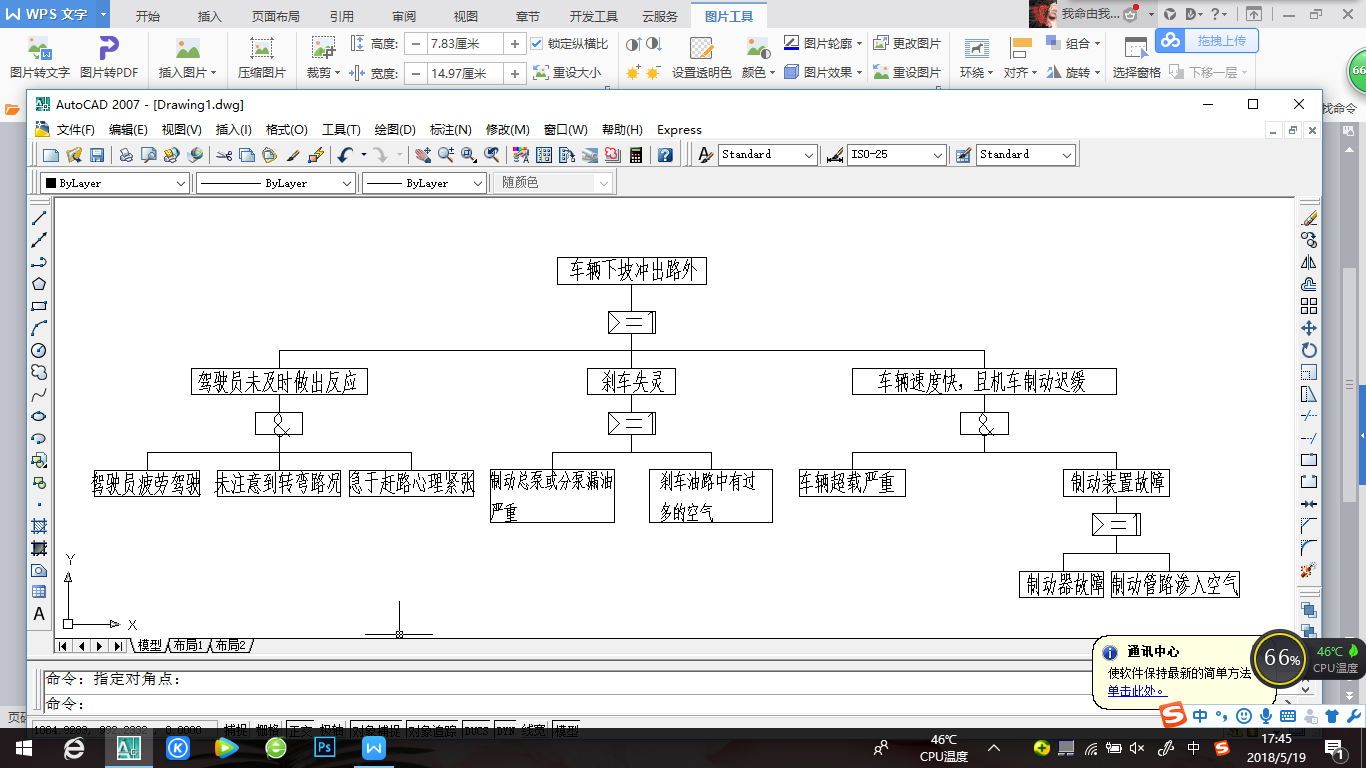 WPS 文字
开始 插入 页面布局 引用 审阅 视图 章节 开发工具 云服务 图片工具
我命由我...
图片转文字 图片转PDF 插入图片 压缩图片 裁剪
高度: 7.83厘米 锁定纵横比
宽度: 14.97厘米 重设大小
设置透明色 颜色
图片轮廓 更改图片
图片效果 重设图片
环绕 对齐
组合
旋转 选择窗格
拖拽上传
下移一层
66
找命令
AutoCAD 2007 - [Drawing1.dwg]
文件(F) 编辑(E) 视图(V) 插入(I) 格式(O) 工具(T) 绘图(D) 标注(N) 修改(M) 窗口(W) 帮助(H) Express
Standard ISO-25 Standard
ByLayer ByLayer ByLayer 随颜色
车辆下坡冲出路外
驾驶员未及时做出反应 刹车失灵 车辆速度快，且机车制动迟缓
& &
驾驶员疲劳驾驶 未注意到转弯路况 急于赶路心理紧张
制动总泵或分泵漏油
严重
刹车油路中有过
多的空气
车辆超载严重 制动装置故障
制动器故障 制动管路渗入空气
Y
X
模型 布局1 布局2
通讯中心
使软件保持最新的简单方法
单击此处。
66%
46℃
CPU温度
命令: 指定对角点:
命令:
页码
1084.9283, 992.2392, 0.0000 捕捉 栅格 正交 极轴 对象捕捉 对象追踪 DUCS DYN 线宽 模型
中
46℃
CPU温度
中
17:45
2018/5/19
1